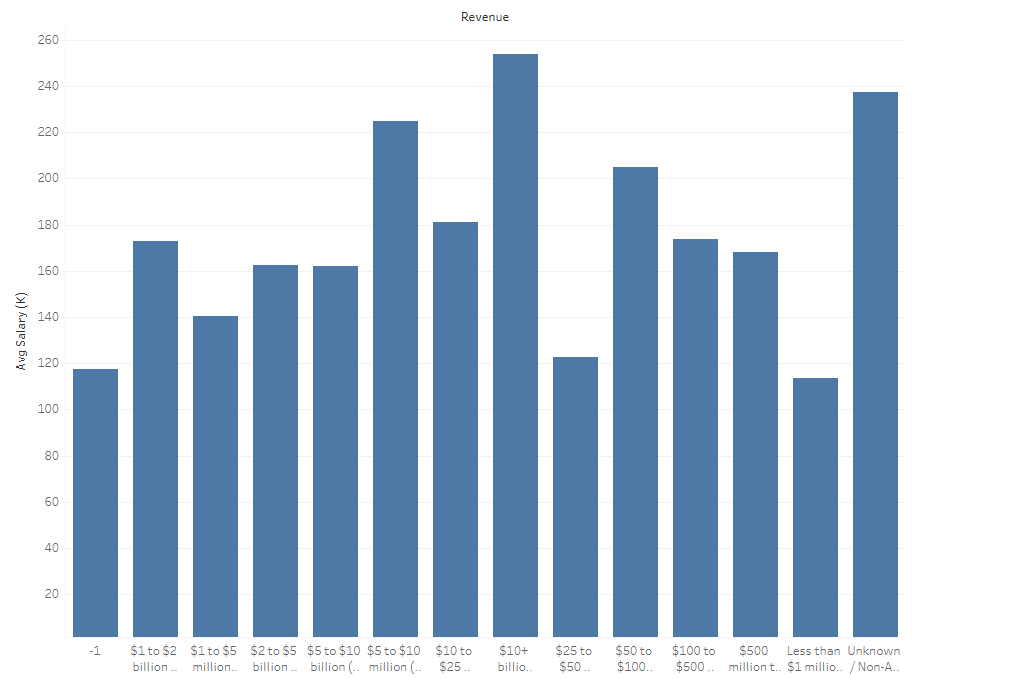 Revenue
260
240
220
200
180
160
140
120
100
80
60
40
20
Avg Salary (K)
-1
$1 to $2
billion ..
$1 to $5
million..
$2 to $5
billion ..
$5 to $10
billion (..
$5 to $10
million (..
$10 to
$25 ..
$10+
billio..
$25 to
$50 ..
$50 to
$100..
$100 to
$500 ..
$500
million t..
Less than
$1 millio..
Unknown
/ Non-A..